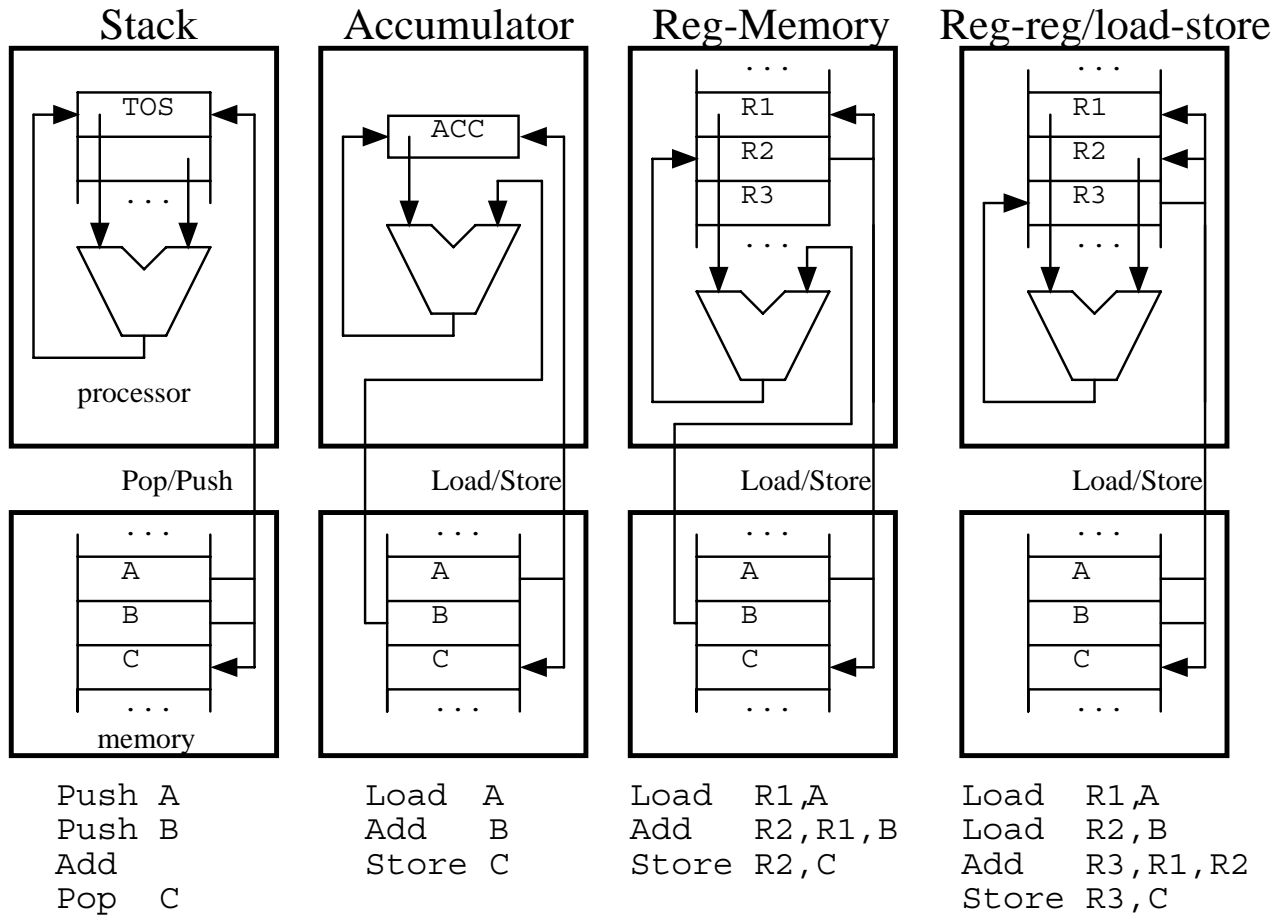 Stack
Accumulator
Reg-Memory
Reg-reg/load-store
TOS
...
processor
ACC
...
R1
R2
R3
...
...
R1
R2
R3
...
Pop/Push
Load/Store
Load/Store
Load/Store
...
A
B
C
...
memory
...
A
B
C
...
...
A
B
C
...
...
A
B
C
...
Push A
Push B
Add
Pop C
Load A
Add B
Store C
Load R1,A
Add R2,R1,B
Store R2,C
Load R1,A
Load R2,B
Add R3,R1,R2
Store R3,C